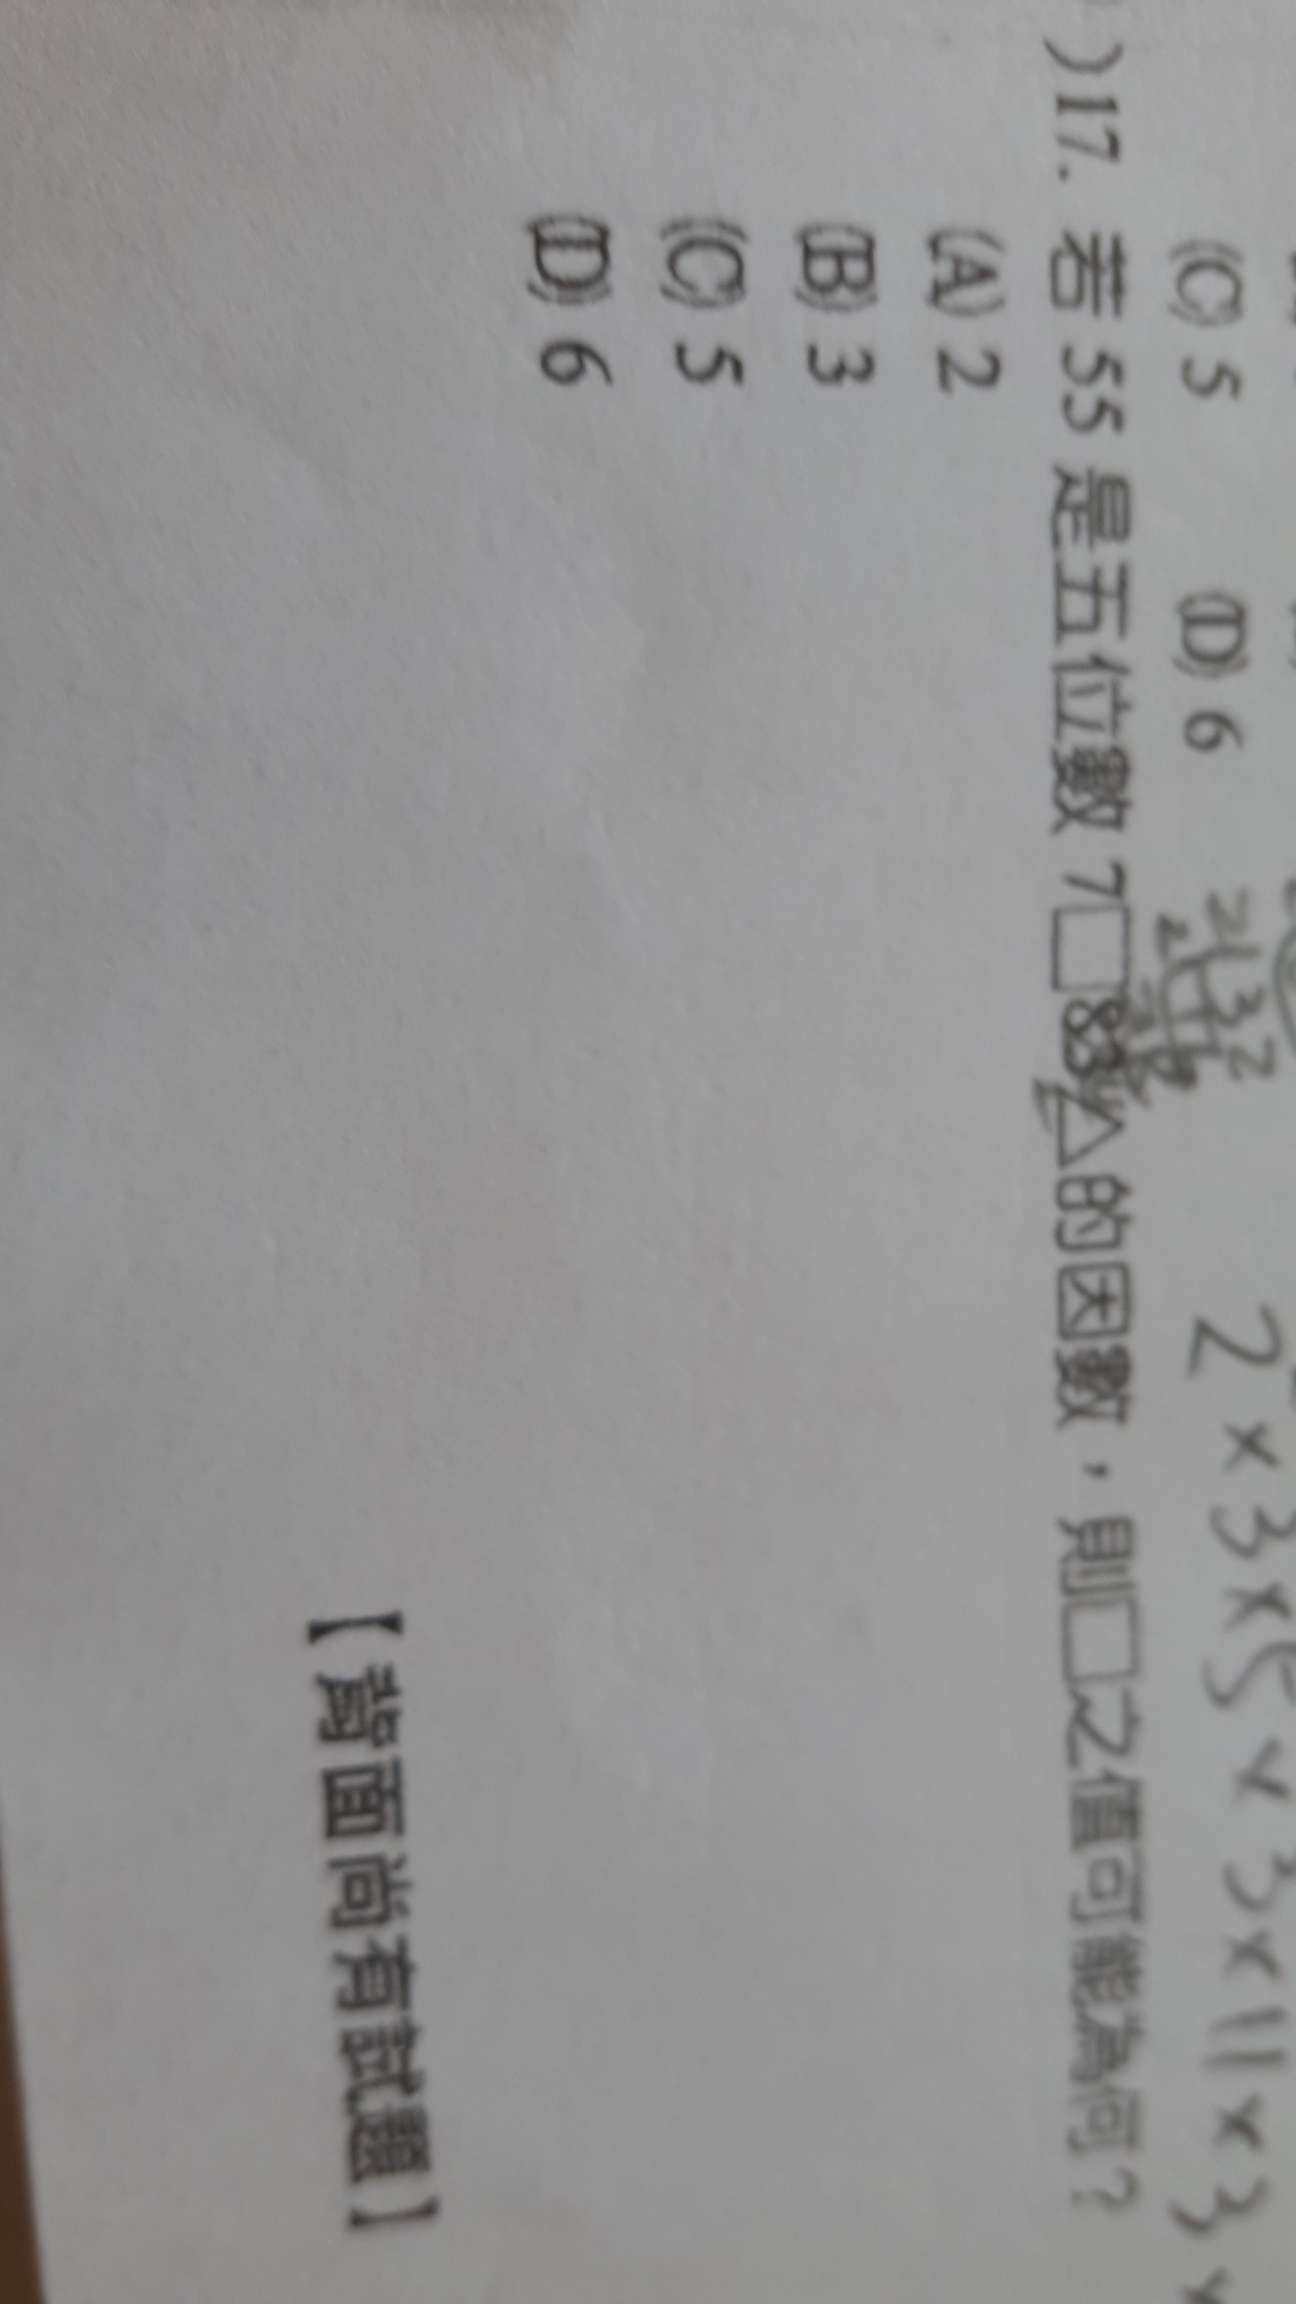 (C) 5 (D) 6
2×3×5×3×11×3×
)17. 若 55 是五位數 7□83△的因數，則□之值可能為何？
(A) 2
(B) 3
(C) 5
(D) 6
【背面尚有試題】